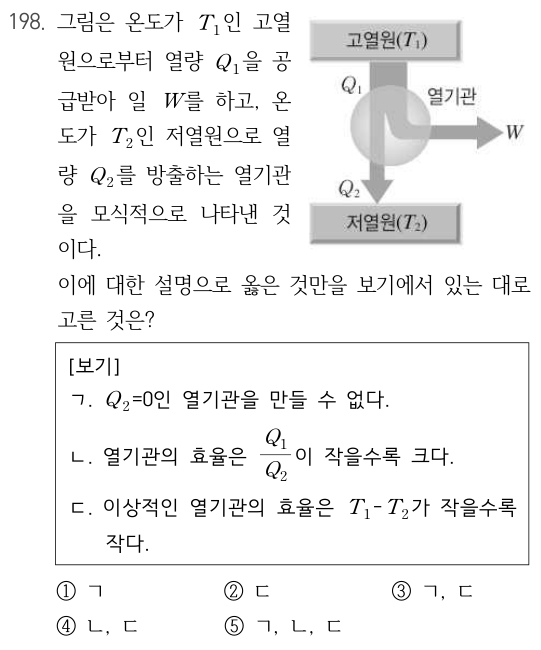 198. 그림은 온도가 T₁인 고열
원으로부터 열량 Q₁을 공
급받아 일 W를 하고, 온
도가 T₂인 저열원으로 열
량 Q₂를 방출하는 열기관
을 모식적으로 나타낸 것
이다.
고열원(T₁)
Q₁
열기관
W
Q₂
저열원(T₂)
이에 대한 설명으로 옳은 것만을 보기에서 있는 대로
고른 것은?
[보기]
ㄱ. Q₂=0인 열기관을 만들 수 없다.
ㄴ. 열기관의 효율은 Q₁/Q₂이 작을수록 크다.
ㄷ. 이상적인 열기관의 효율은 T₁-T₂가 작을수록
작다.
① ㄱ ② ㄷ ③ ㄱ, ㄷ
④ ㄴ, ㄷ ⑤ ㄱ, ㄴ, ㄷ